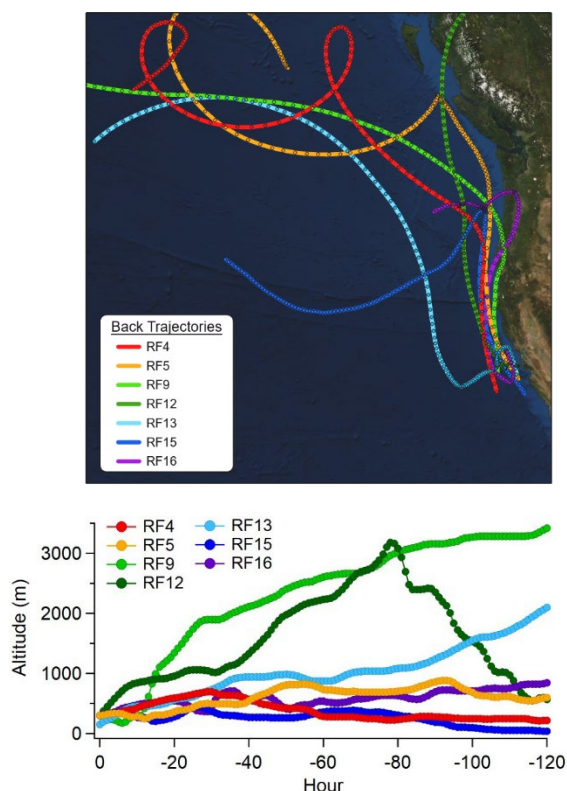 Back Trajectories
RF4
RF5
RF9
RF12
RF13
RF15
RF16
RF4 RF13
RF5 RF15
RF9 RF16
RF12
Altitude (m)
3000
2000
1000
0
0 -20 -40 -60 -80 -100 -120
Hour